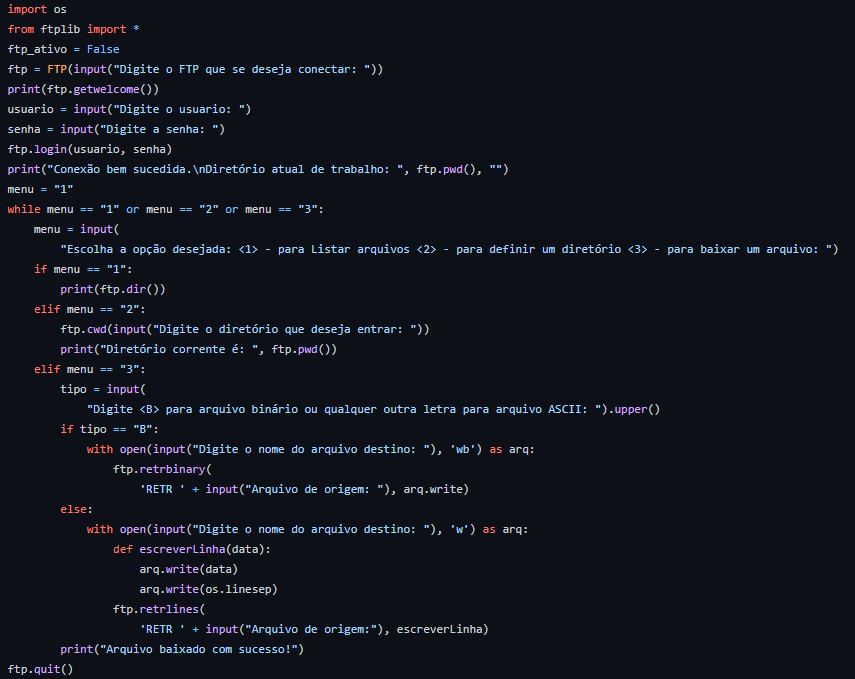 import os
from ftplib import *
ftp_ativo = False
ftp = FTP(input("Digite o FTP que se deseja conectar: "))
print(ftp.getwelcome())
usuario = input("Digite o usuario: ")
senha = input("Digite a senha: ")
ftp.login(usuario, senha)
print("Conexão bem sucedida.\nDiretório atual de trabalho: ", ftp.pwd(), "")
menu = "1"
while menu == "1" or menu == "2" or menu == "3":
    menu = input(
        "Escolha a opção desejada: <1> - para Listar arquivos <2> - para definir um diretório <3> - para baixar um arquivo: ")
    if menu == "1":
        print(ftp.dir())
    elif menu == "2":
        ftp.cwd(input("Digite o diretório que deseja entrar: "))
        print("Diretório corrente é: ", ftp.pwd())
    elif menu == "3":
        tipo = input(
            "Digite <B> para arquivo binário ou qualquer outra letra para arquivo ASCII: ").upper()
        if tipo == "B":
            with open(input("Digite o nome do arquivo destino: "), 'wb') as arq:
                ftp.retrbinary(
                    'RETR ' + input("Arquivo de origem: "), arq.write)
        else:
            with open(input("Digite o nome do arquivo destino: "), 'w') as arq:
                def escreverLinha(data):
                    arq.write(data)
                    arq.write(os.linesep)
                ftp.retrlines(
                    'RETR ' + input("Arquivo de origem:"), escreverLinha)
        print("Arquivo baixado com sucesso!")
ftp.quit()